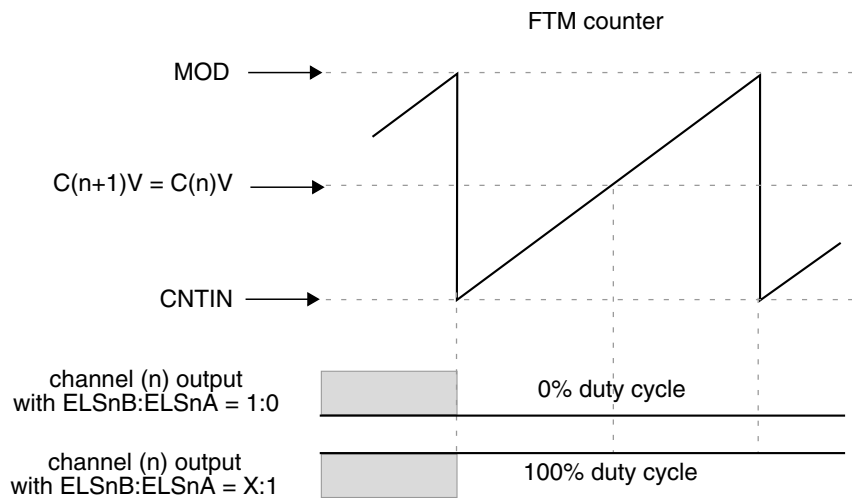 FTM counter
MOD
C(n+1)V = C(n)V
CNTIN
channel (n) output
with ELSnB:ELSnA = 1:0
0% duty cycle
channel (n) output
with ELSnB:ELSnA = X:1
100% duty cycle